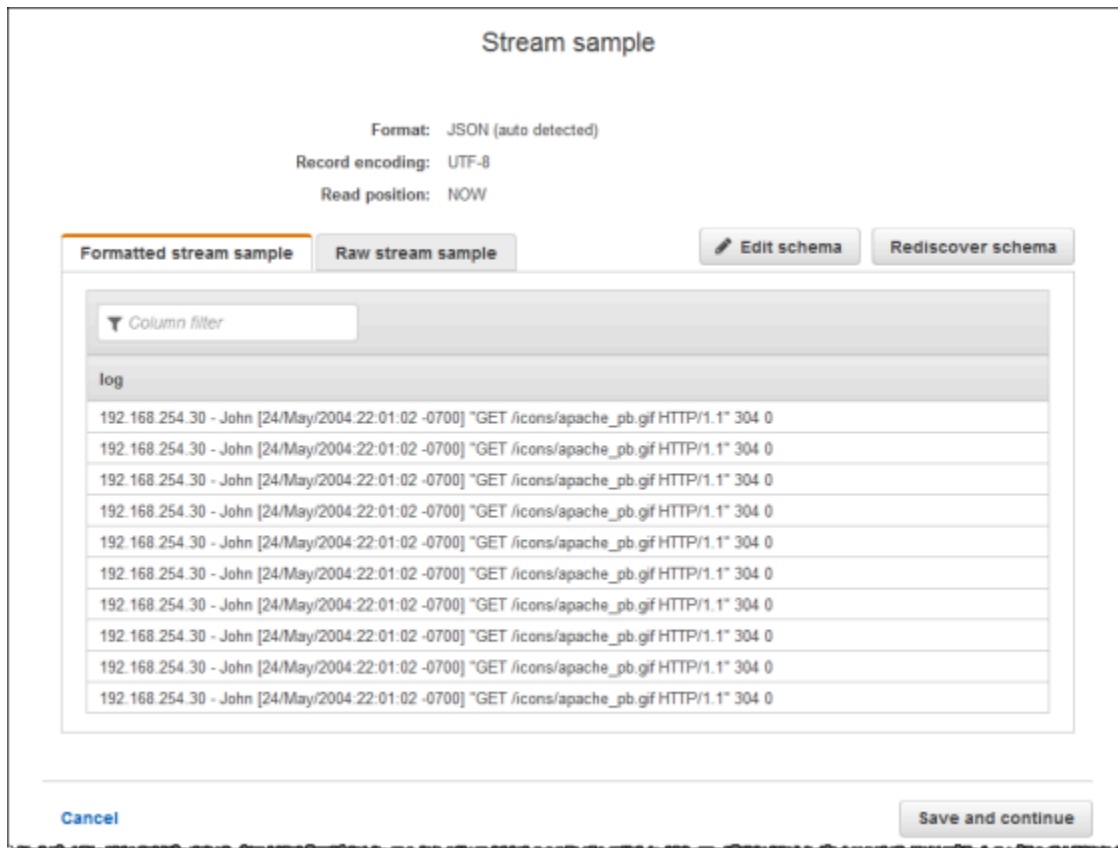 Stream sample
Format: JSON (auto detected)
Record encoding: UTF-8
Read position: NOW
Formatted stream sample Raw stream sample Edit schema Rediscover schema
Column filter
log
192.168.254.30 - John [24/May/2004:22:01:02 -0700] "GET /icons/apache_pb.gif HTTP/1.1" 304 0
192.168.254.30 - John [24/May/2004:22:01:02 -0700] "GET /icons/apache_pb.gif HTTP/1.1" 304 0
192.168.254.30 - John [24/May/2004:22:01:02 -0700] "GET /icons/apache_pb.gif HTTP/1.1" 304 0
192.168.254.30 - John [24/May/2004:22:01:02 -0700] "GET /icons/apache_pb.gif HTTP/1.1" 304 0
192.168.254.30 - John [24/May/2004:22:01:02 -0700] "GET /icons/apache_pb.gif HTTP/1.1" 304 0
192.168.254.30 - John [24/May/2004:22:01:02 -0700] "GET /icons/apache_pb.gif HTTP/1.1" 304 0
192.168.254.30 - John [24/May/2004:22:01:02 -0700] "GET /icons/apache_pb.gif HTTP/1.1" 304 0
192.168.254.30 - John [24/May/2004:22:01:02 -0700] "GET /icons/apache_pb.gif HTTP/1.1" 304 0
192.168.254.30 - John [24/May/2004:22:01:02 -0700] "GET /icons/apache_pb.gif HTTP/1.1" 304 0
192.168.254.30 - John [24/May/2004:22:01:02 -0700] "GET /icons/apache_pb.gif HTTP/1.1" 304 0
Cancel Save and continue